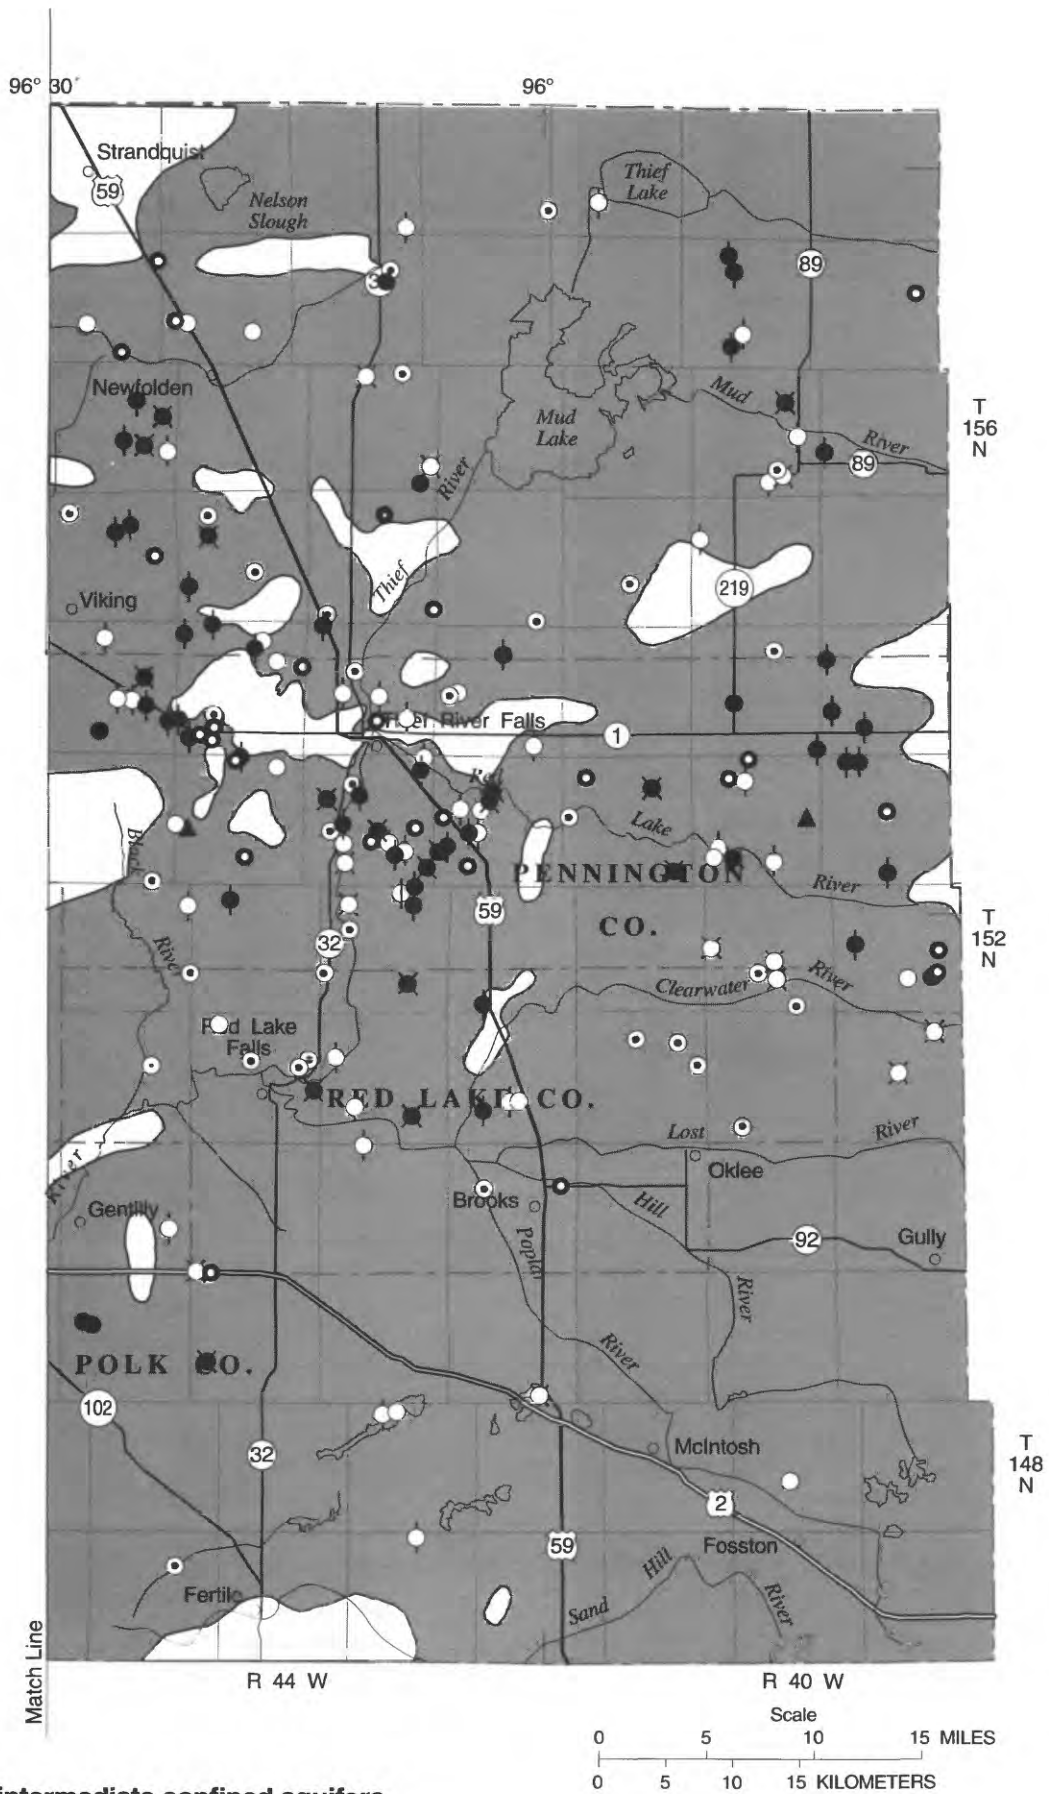 96° 30′
96°
Strandquist
59
Nelson
Slough
Thief
Lake
89
Newfolden
Mud
River
T
156
N
Mud
Lake
89
River
Thief
Viking
219
River Falls
1
Red
Lake
River
Black
River
PENNINGTON
CO.
59
T
152
N
32
Clearwater
River
Red Lake
Falls
RED LAKE CO.
Lost
River
Oklee
River
Gentilly
Brooks
Hill
River
92
Gully
Poplar
River
POLK CO.
102
32
McIntosh
T
148
N
2
59
Fosston
Hill
River
Sand
Fertile
Match Line
R 44 W
R 40 W
Scale
0 5 10 15 MILES
0 5 10 15 KILOMETERS
intermediate confined aquifers